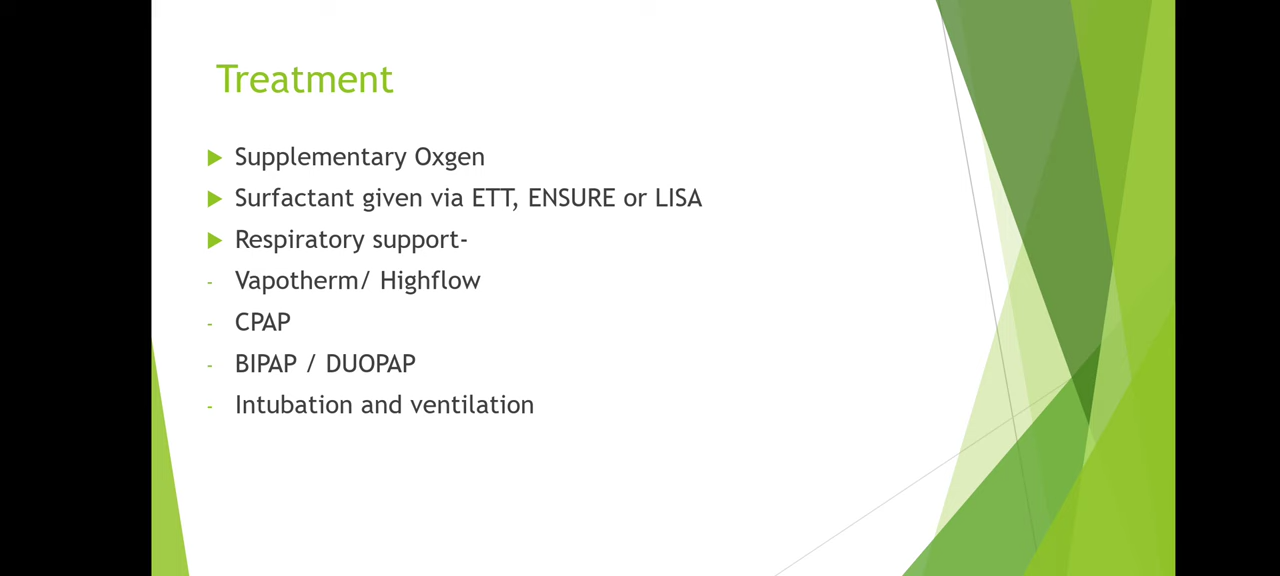 Treatment
Supplementary Oxgen
Surfactant given via ETT, ENSURE or LISA
Respiratory support-
- Vapotherm/ Highflow
- CPAP
- BIPAP / DUOPAP
- Intubation and ventilation